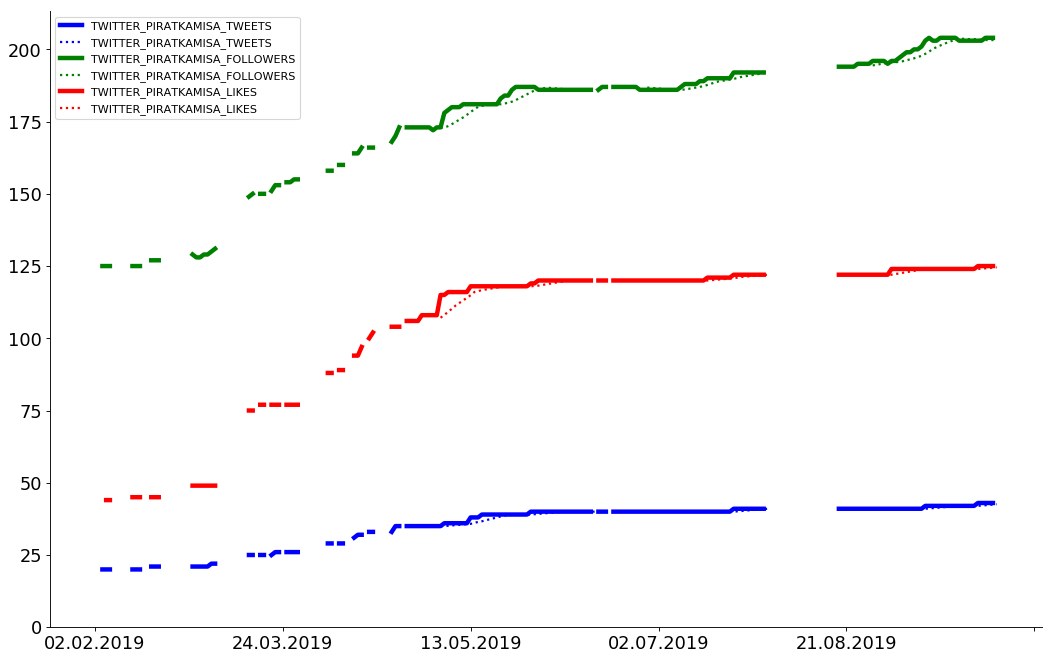 TWITTER_PIRATKAMISA_TWEETS
TWITTER_PIRATKAMISA_TWEETS
TWITTER_PIRATKAMISA_FOLLOWERS
TWITTER_PIRATKAMISA_FOLLOWERS
TWITTER_PIRATKAMISA_LIKES
TWITTER_PIRATKAMISA_LIKES
200
175
150
125
100
75
50
25
0
02.02.2019 24.03.2019 13.05.2019 02.07.2019 21.08.2019